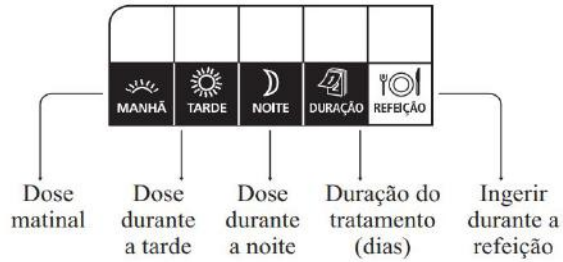 MANHÃ TARDE NOITE DURAÇÃO REFEIÇÃO
Dose matinal
Dose durante a tarde
Dose durante a noite
Duração do tratamento (dias)
Ingerir durante a refeição